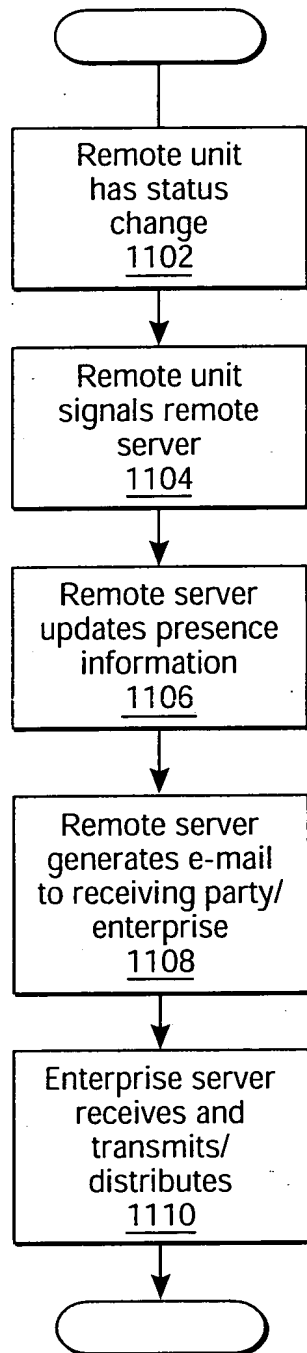 Remote unit
has status
change
1102
Remote unit
signals remote
server
1104
Remote server
updates presence
information
1106
Remote server
generates e-mail
to receiving party/
enterprise
1108
Enterprise server
receives and
transmits/
distributes
1110